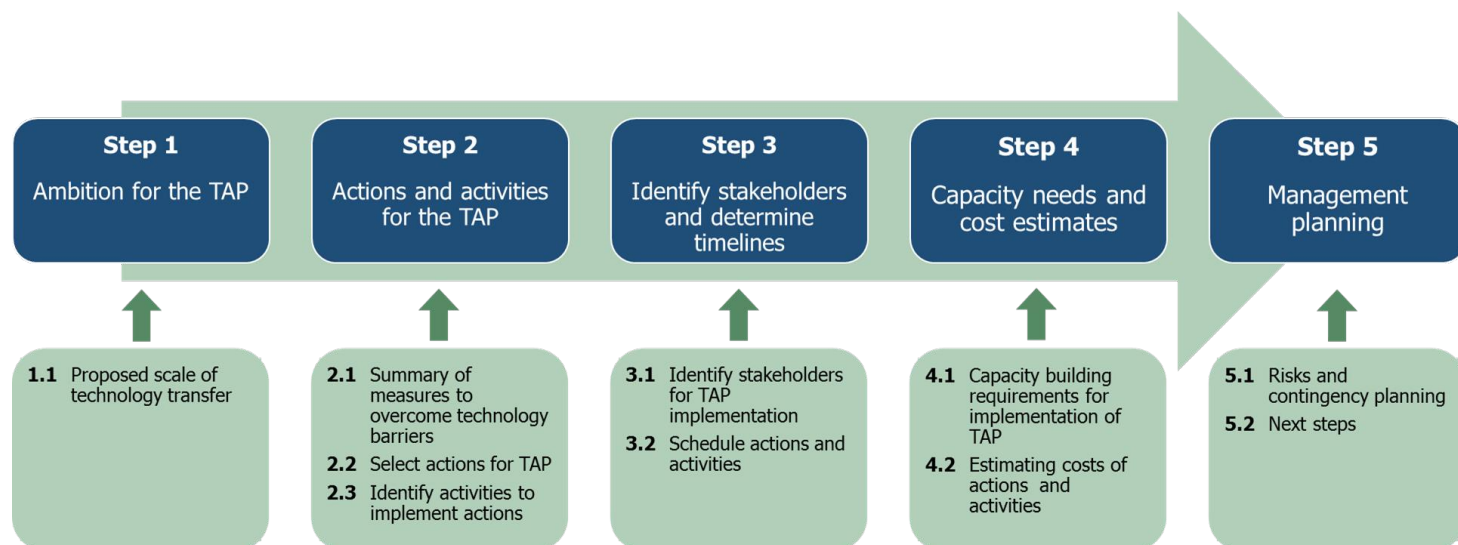 Step 1
Ambition for the TAP
Step 2
Actions and activities
for the TAP
Step 3
Identify stakeholders
and determine
timelines
Step 4
Capacity needs and
cost estimates
Step 5
Management
planning
1.1 Proposed scale of
technology transfer
2.1 Summary of
measures to
overcome technology
barriers
2.2 Select actions for TAP
2.3 Identify activities to
implement actions
3.1 Identify stakeholders
for TAP
implementation
3.2 Schedule actions and
activities
4.1 Capacity building
requirements for
implementation of
TAP
4.2 Estimating costs of
actions and
activities
5.1 Risks and
contingency planning
5.2 Next steps